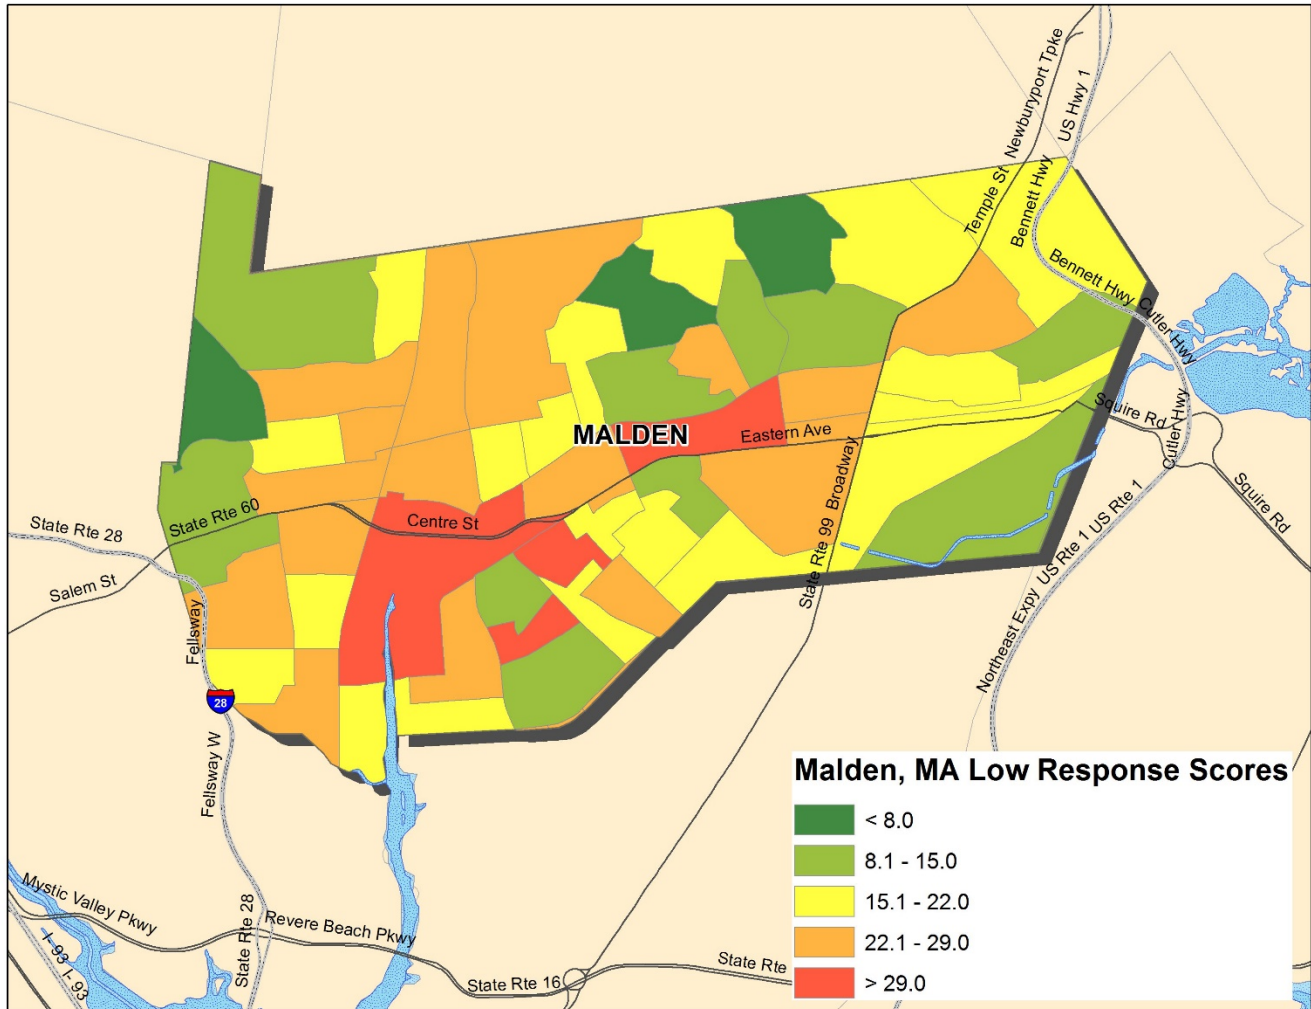 Newburyport Tpke
US Hwy 1
Temple St
Bennett Hwy
Bennett Hwy
Cutler Hwy
Cutler Hwy
Squire Rd
Squire Rd
MALDEN
Eastern Ave
State Rte 99 Broadway
State Rte 60
Centre St
State Rte 28
Salem St
Fellsway
28
Fellsway W
Northeast Expy US Rte 1 US Rte 1
Mystic Valley Pkwy
I-93 I-93
State Rte 28
Revere Beach Pkwy
State Rte 16
State Rte
Malden, MA Low Response Scores
< 8.0
8.1 - 15.0
15.1 - 22.0
22.1 - 29.0
> 29.0